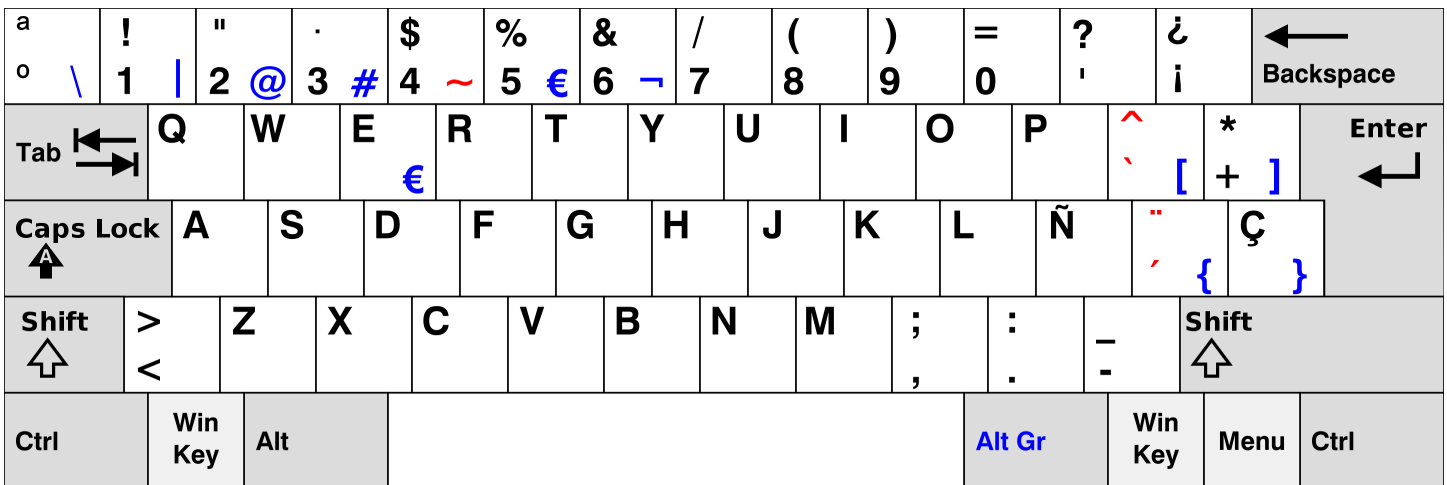 a ! " · $ % & / ( ) = ? ¿
o \ 1 | 2 @ 3 # 4 ~ 5 € 6 ¬ 7 8 9 0 ' ¡ Backspace
Tab Q W E R T Y U I O P ^ * Enter
€ ` [ + ]
Caps Lock A S D F G H J K L Ñ ¨ Ç
A ´ { }
Shift > Z X C V B N M ; : _ Shift
< , . -
Ctrl Win Key Alt Alt Gr Win Key Menu Ctrl